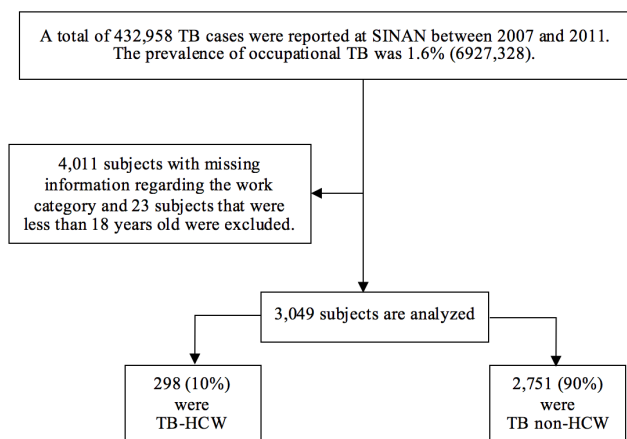 A total of 432,958 TB cases were reported at SINAN between 2007 and 2011.
The prevalence of occupational TB was 1.6% (6927,328).
4,011 subjects with missing
information regarding the work
category and 23 subjects that were
less than 18 years old were excluded.
3,049 subjects are analyzed
298 (10%)
were
TB-HCW
2,751 (90%)
were
TB non-HCW